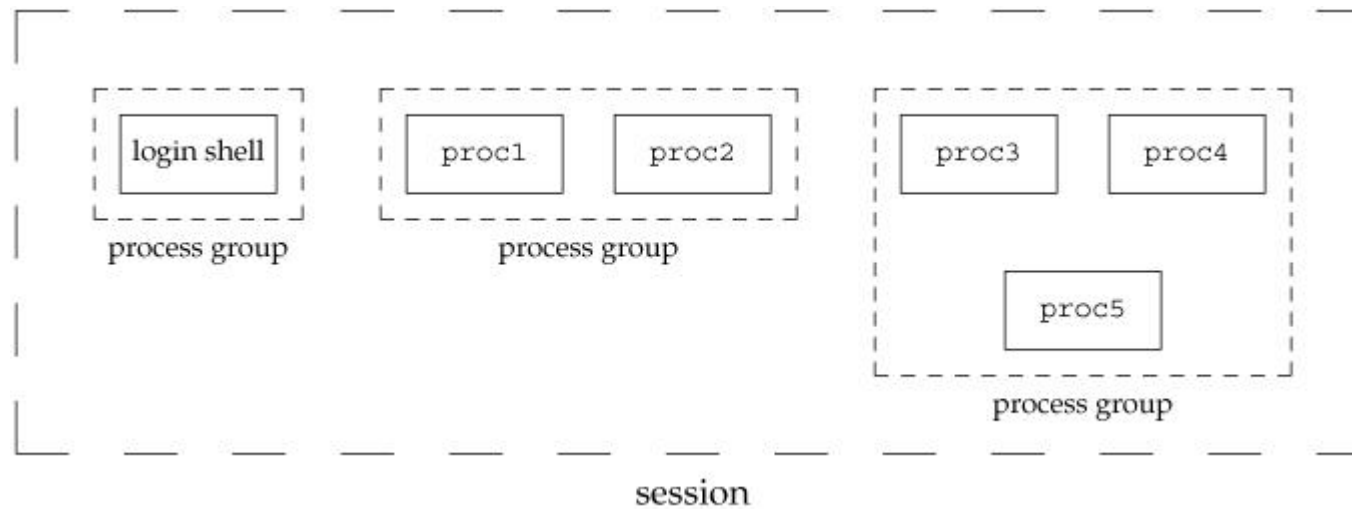 login shell
proc1
proc2
proc3
proc4
process group
process group
proc5
process group
session